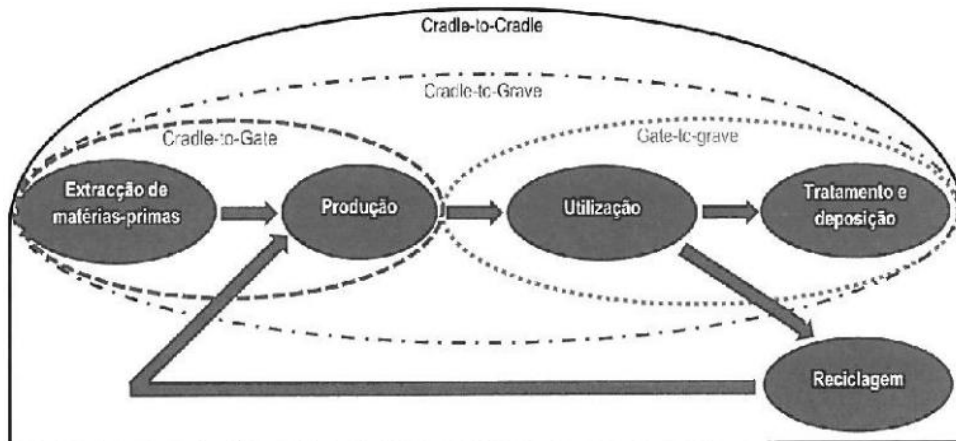 Cradle-to-Cradle
Cradle-to-Grave
Cradle-to-Gate
Gate-to-grave
Extracção de
matérias-primas
Produção
Utilização
Tratamento e
deposição
Reciclagem